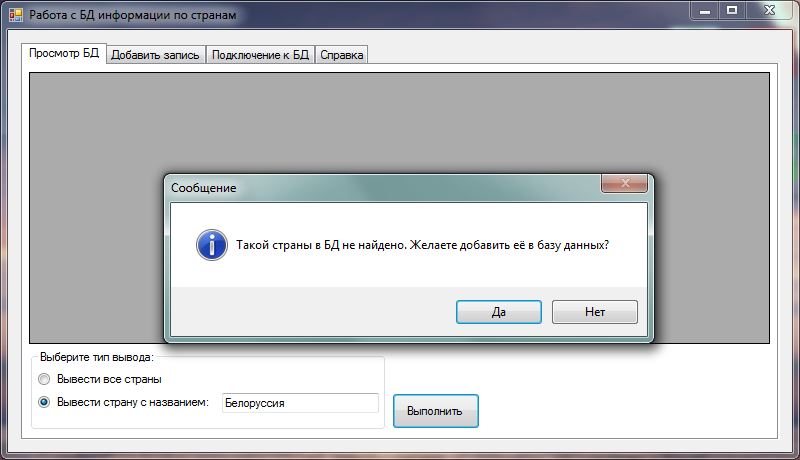 Работа с БД информации по странам
Просмотр БД Добавить запись Подключение к БД Справка
Сообщение
Такой страны в БД не найдено. Желаете добавить её в базу данных?
Да Нет
Выберите тип вывода:
Вывести все страны
Вывести страну с названием: Белоруссия
Выполнить